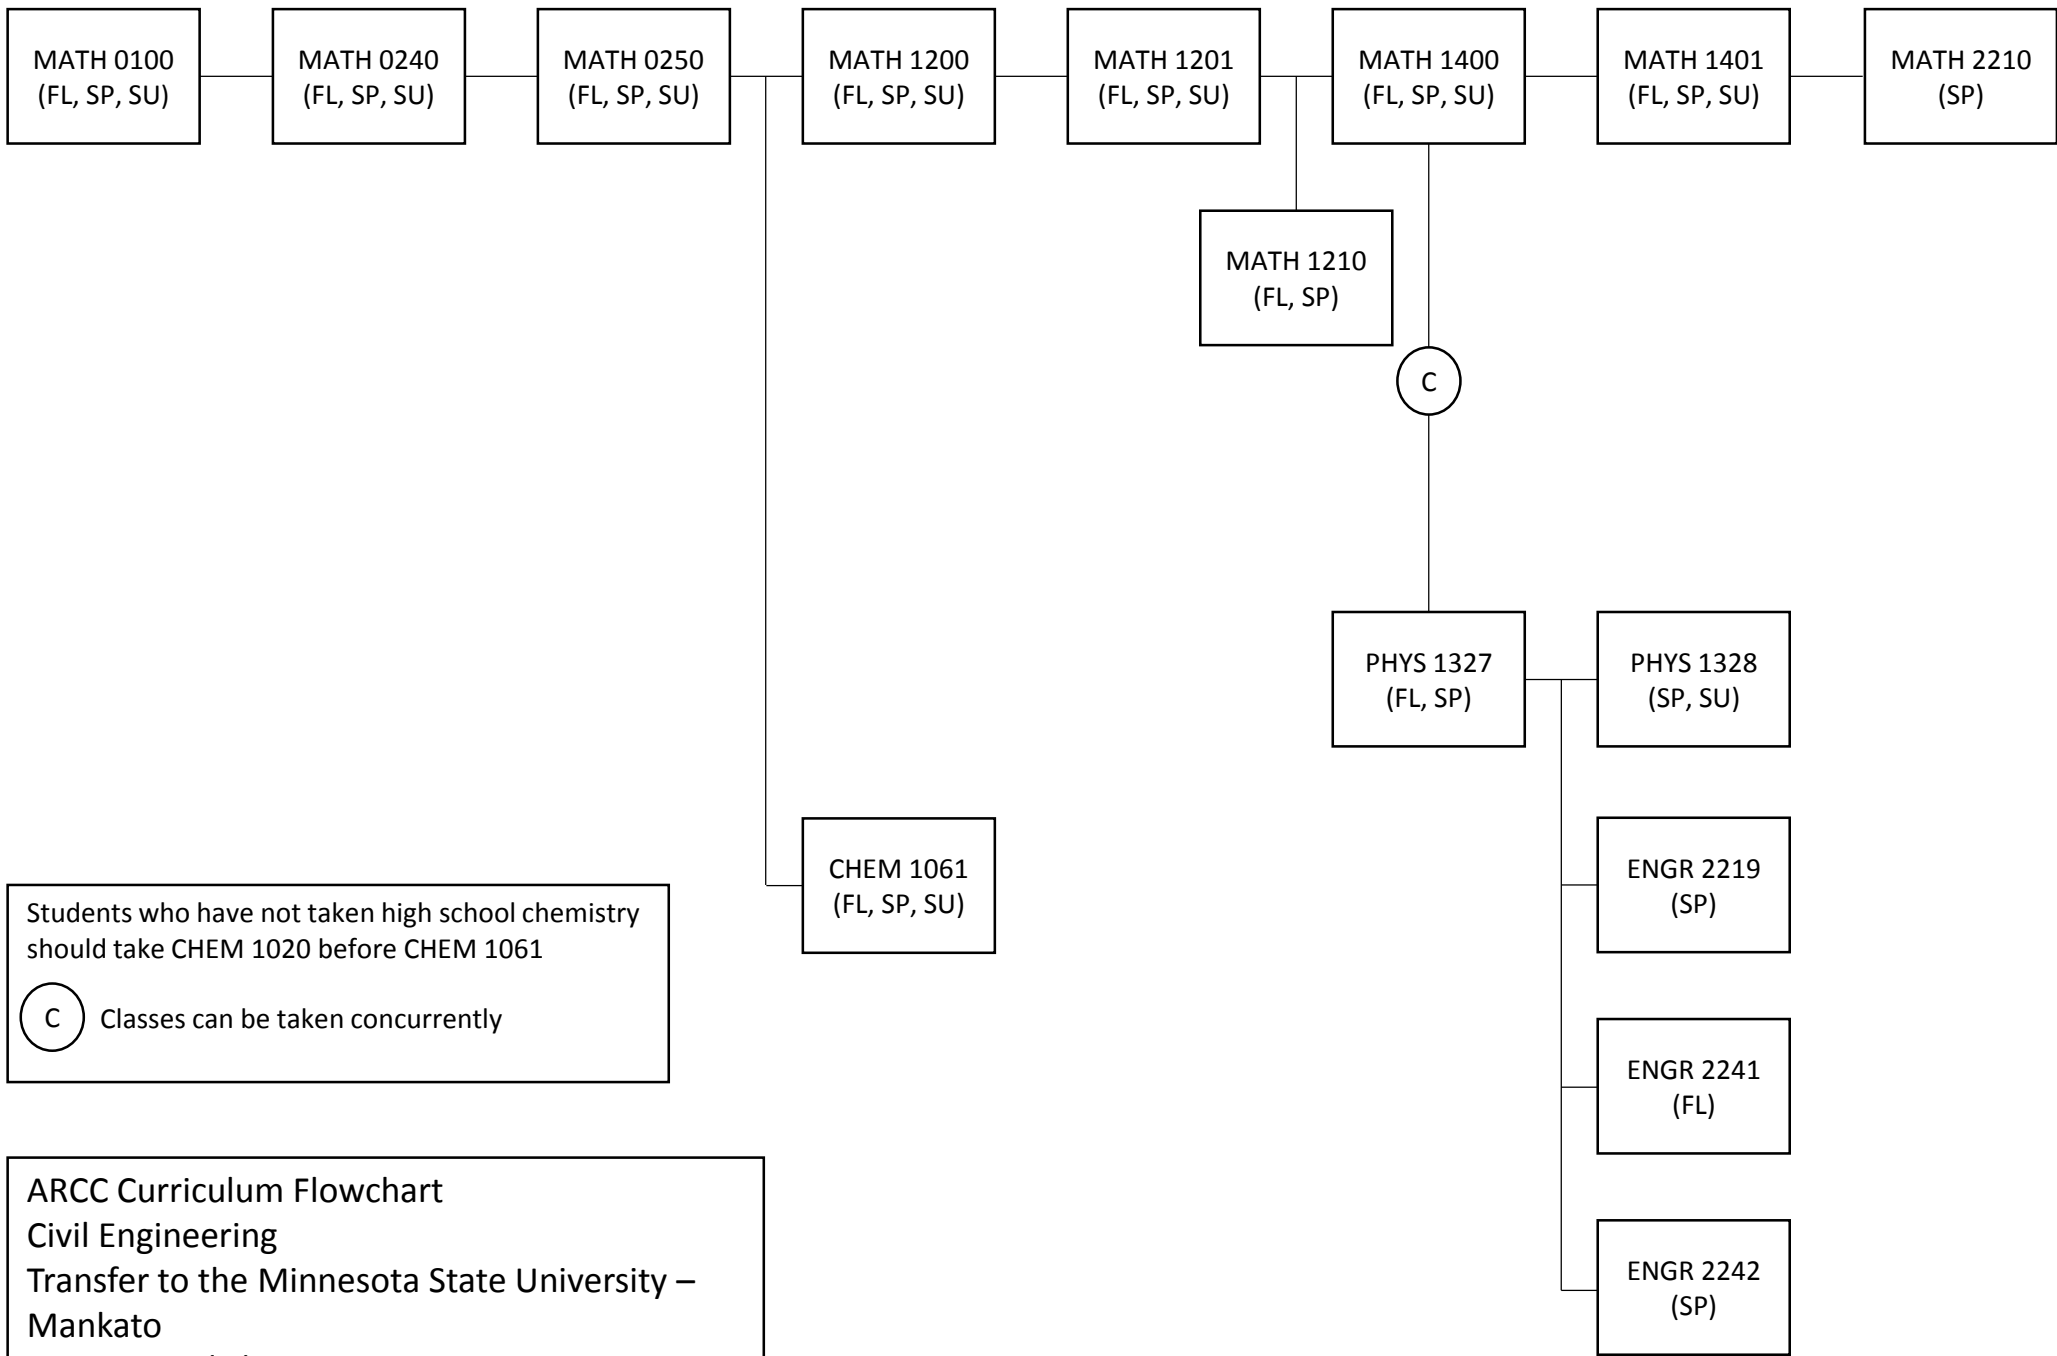 MATH 0100
(FL, SP, SU)
MATH 0240
(FL, SP, SU)
MATH 0250
(FL, SP, SU)
MATH 1200
(FL, SP, SU)
MATH 1201
(FL, SP, SU)
MATH 1400
(FL, SP, SU)
MATH 1401
(FL, SP, SU)
MATH 2210
(SP)
MATH 1210
(FL, SP)
C
PHYS 1327
(FL, SP)
PHYS 1328
(SP, SU)
CHEM 1061
(FL, SP, SU)
ENGR 2219
(SP)
Students who have not taken high school chemistry
should take CHEM 1020 before CHEM 1061
C Classes can be taken concurrently
ENGR 2241
(FL)
ENGR 2242
(SP)
ARCC Curriculum Flowchart
Civil Engineering
Transfer to the Minnesota State University –
Mankato